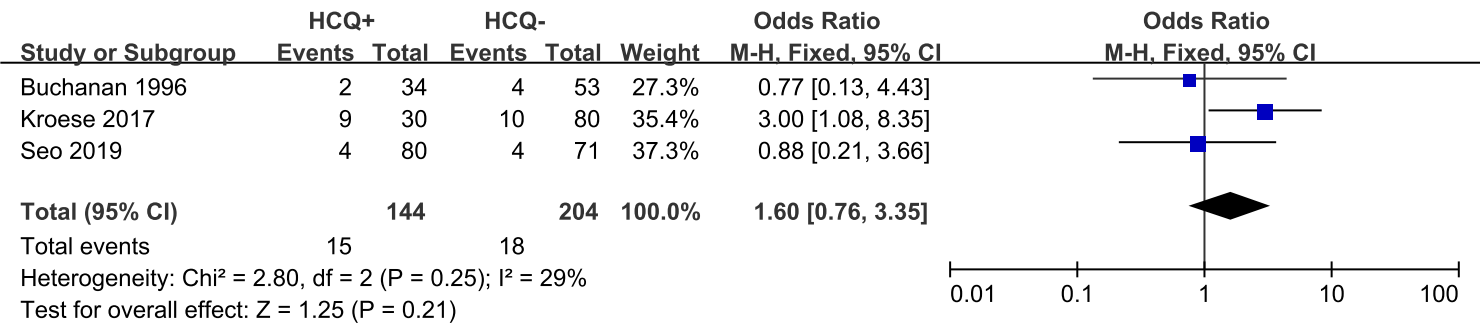 HCQ+ HCQ- Odds Ratio Odds Ratio
Study or Subgroup Events Total Events Total Weight M-H, Fixed, 95% CI M-H, Fixed, 95% CI
Buchanan 1996 2 34 4 53 27.3% 0.77 [0.13, 4.43]
Kroese 2017 9 30 10 80 35.4% 3.00 [1.08, 8.35]
Seo 2019 4 80 4 71 37.3% 0.88 [0.21, 3.66]
Total (95% CI) 144 204 100.0% 1.60 [0.76, 3.35]
Total events 15 18
Heterogeneity: Chi² = 2.80, df = 2 (P = 0.25); I² = 29%
Test for overall effect: Z = 1.25 (P = 0.21)
0.01 0.1 1 10 100